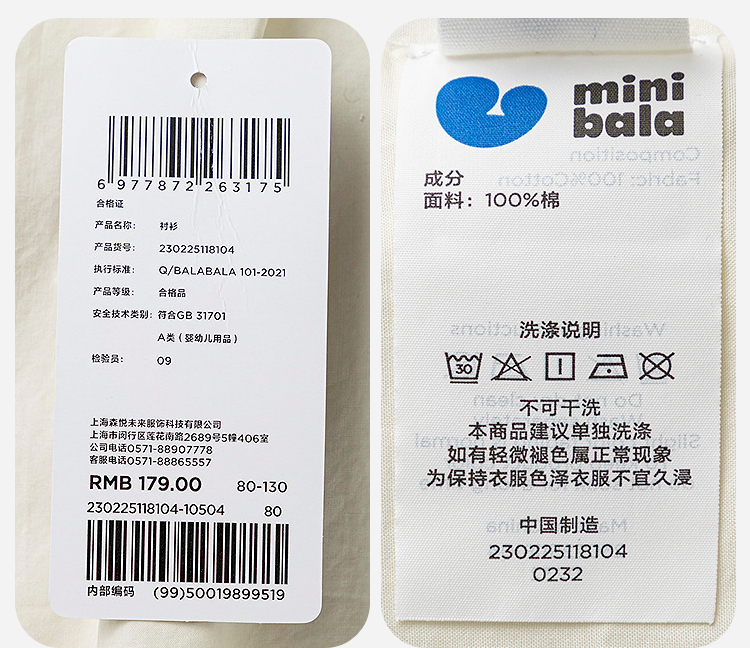 6 977872 263175
合格证
产品名称: 衬衫
产品货号: 230225118104
执行标准: Q/BALABALA 101-2021
产品等级: 合格品
安全技术类别: 符合GB 31701
A类（婴幼儿用品）
检验员: 09
上海森悦未来服饰科技有限公司
上海市闵行区莲花南路2689号5幢406室
公司电话0571-88907778
客服电话0571-88865557
RMB 179.00 80-130
230225118104-10504 80
内部编码 (99)50019899519
mini
bala
Composition
Fabric: 100%Cotton
成分
面料: 100%棉
洗涤说明
30
不可干洗
本商品建议单独洗涤
如有轻微褪色属正常现象
为保持衣服色泽衣服不宜久漫
中国制造
230225118104
0232